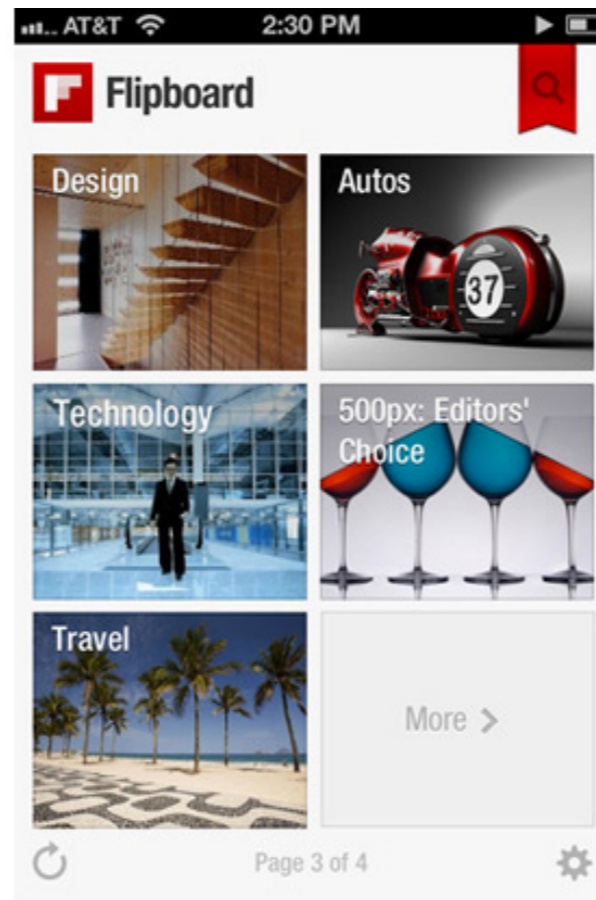 AT&T 2:30 PM
Flipboard
Design
Autos
37
Technology
500px: Editors'
Choice
Travel
More >
Page 3 of 4